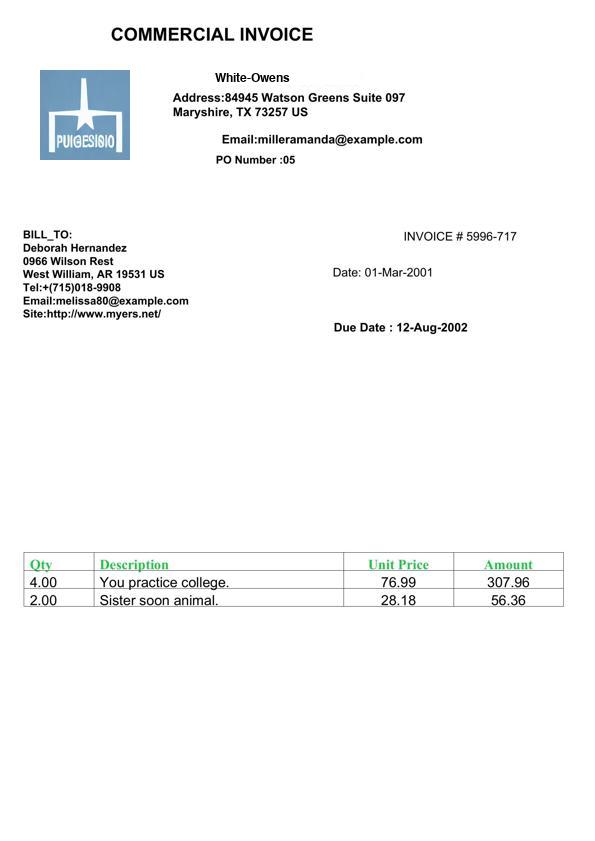 COMMERCIAL INVOICE
PUIGESISIO
White-Owens
Address:84945 Watson Greens Suite 097
Maryshire, TX 73257 US
Email:milleramanda@example.com
PO Number :05
BILL_TO:
Deborah Hernandez
0966 Wilson Rest
West William, AR 19531 US
Tel:+(715)018-9908
Email:melissa80@example.com
Site:http://www.myers.net/
INVOICE # 5996-717
Date: 01-Mar-2001
Due Date : 12-Aug-2002
Qty Description Unit Price Amount
4.00 You practice college. 76.99 307.96
2.00 Sister soon animal. 28.18 56.36